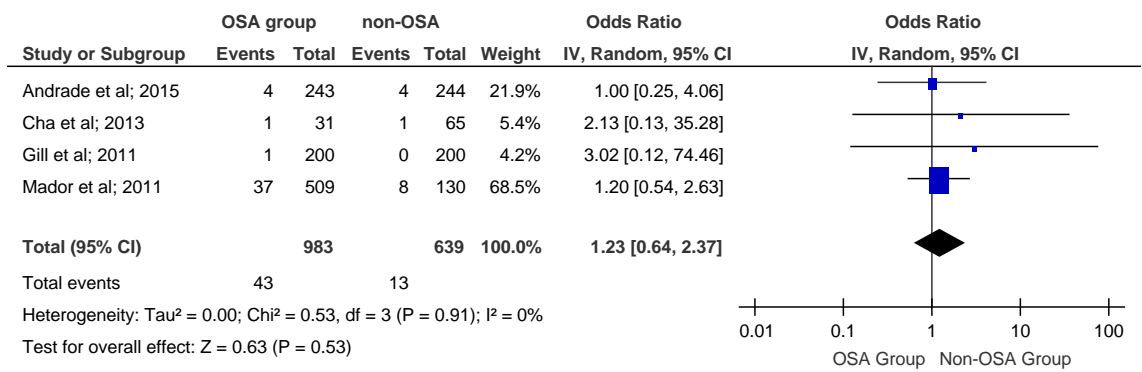 OSA group non-OSA Odds Ratio Odds Ratio
Study or Subgroup Events Total Events Total Weight IV, Random, 95% CI IV, Random, 95% CI
Andrade et al; 2015 4 243 4 244 21.9% 1.00 [0.25, 4.06]
Cha et al; 2013 1 31 1 65 5.4% 2.13 [0.13, 35.28]
Gill et al; 2011 1 200 0 200 4.2% 3.02 [0.12, 74.46]
Mador et al; 2011 37 509 8 130 68.5% 1.20 [0.54, 2.63]
Total (95% CI) 983 639 100.0% 1.23 [0.64, 2.37]
Total events 43 13
Heterogeneity: Tau² = 0.00; Chi² = 0.53, df = 3 (P = 0.91); I² = 0%
Test for overall effect: Z = 0.63 (P = 0.53)
0.01 0.1 1 10 100
OSA Group Non-OSA Group